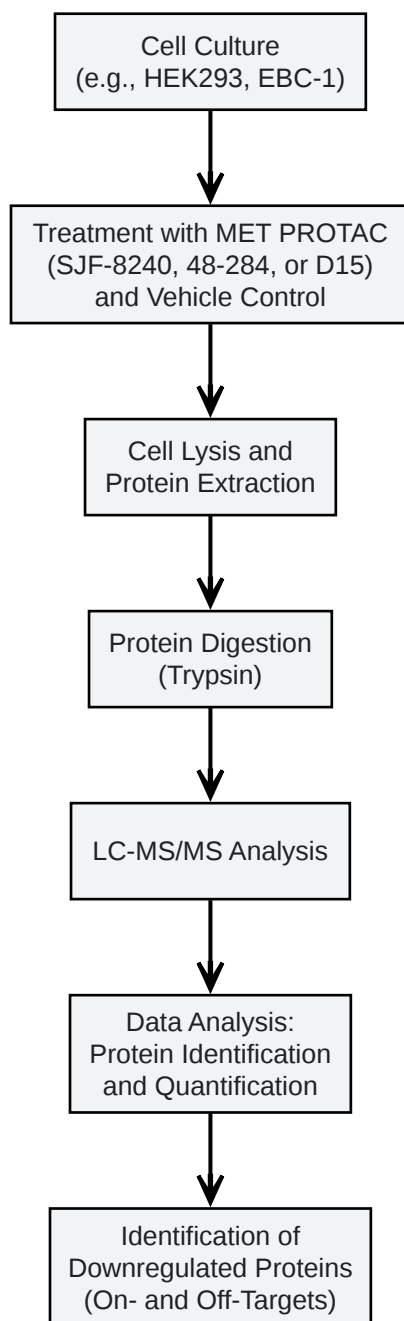 Cell Culture
(e.g., HEK293, EBC-1)
Treatment with MET PROTAC
(SJF-8240, 48-284, or D15)
and Vehicle Control
Cell Lysis and
Protein Extraction
Protein Digestion
(Trypsin)
LC-MS/MS Analysis
Data Analysis:
Protein Identification
and Quantification
Identification of
Downregulated Proteins
(On- and Off-Targets)